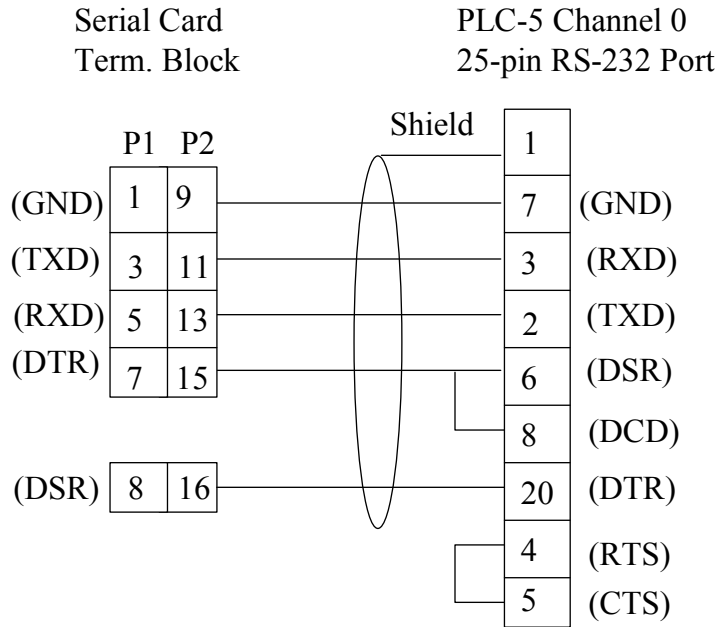 Serial Card PLC-5 Channel 0
Term. Block 25-pin RS-232 Port
Shield 1
P1 P2
(GND) 1 9 7 (GND)
(TXD) 3 11 3 (RXD)
(RXD) 5 13 2 (TXD)
(DTR) 7 15 6 (DSR)
8 (DCD)
(DSR) 8 16 20 (DTR)
4 (RTS)
5 (CTS)